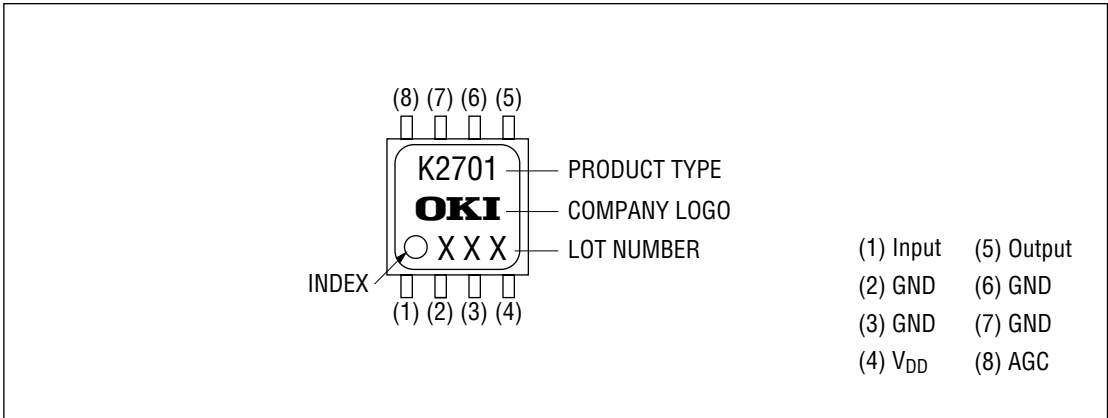 (8) (7) (6) (5)
K2701
PRODUCT TYPE
OKI
COMPANY LOGO
X X X
LOT NUMBER
INDEX
(1) (2) (3) (4)
(1) Input (5) Output
(2) GND (6) GND
(3) GND (7) GND
(4) VDD (8) AGC